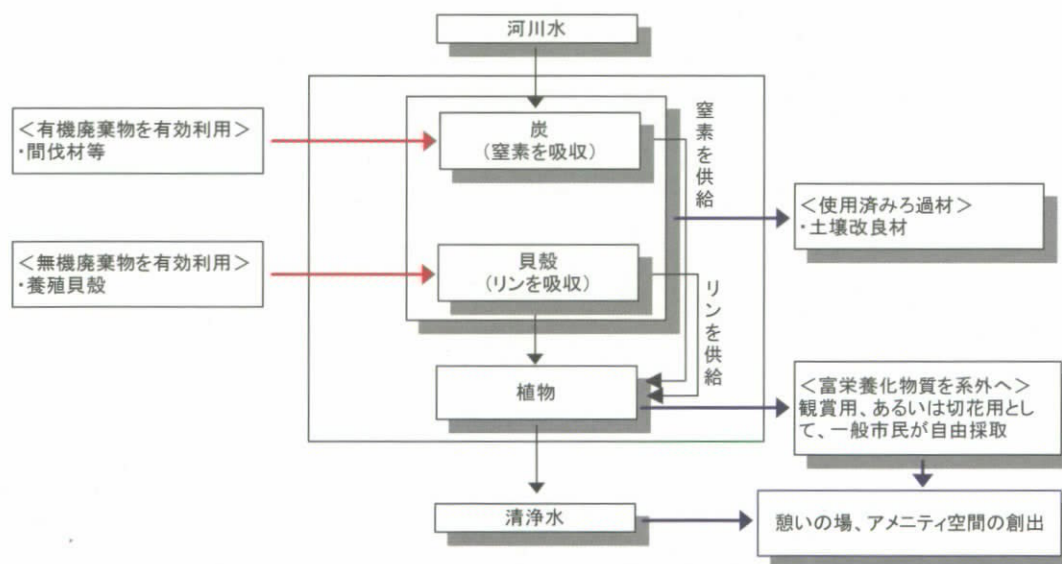 河川水
＜有機廃棄物を有効利用＞
・間伐材等
炭
（窒素を吸収）
窒素を供給
＜使用済みろ過材＞
・土壌改良材
＜無機廃棄物を有効利用＞
・養殖貝殻
貝殻
（リンを吸収）
リンを供給
植物
＜富栄養化物質を系外へ＞
観賞用、あるいは切花用とし
て、一般市民が自由採取
清浄水
憩いの場、アメニティ空間の創出